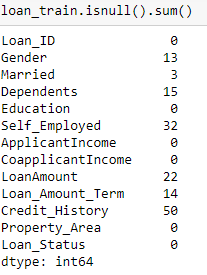 loan_train.isnull().sum()
Loan_ID 0
Gender 13
Married 3
Dependents 15
Education 0
Self_Employed 32
ApplicantIncome 0
CoapplicantIncome 0
LoanAmount 22
Loan_Amount_Term 14
Credit_History 50
Property_Area 0
Loan_Status 0
dtype: int64